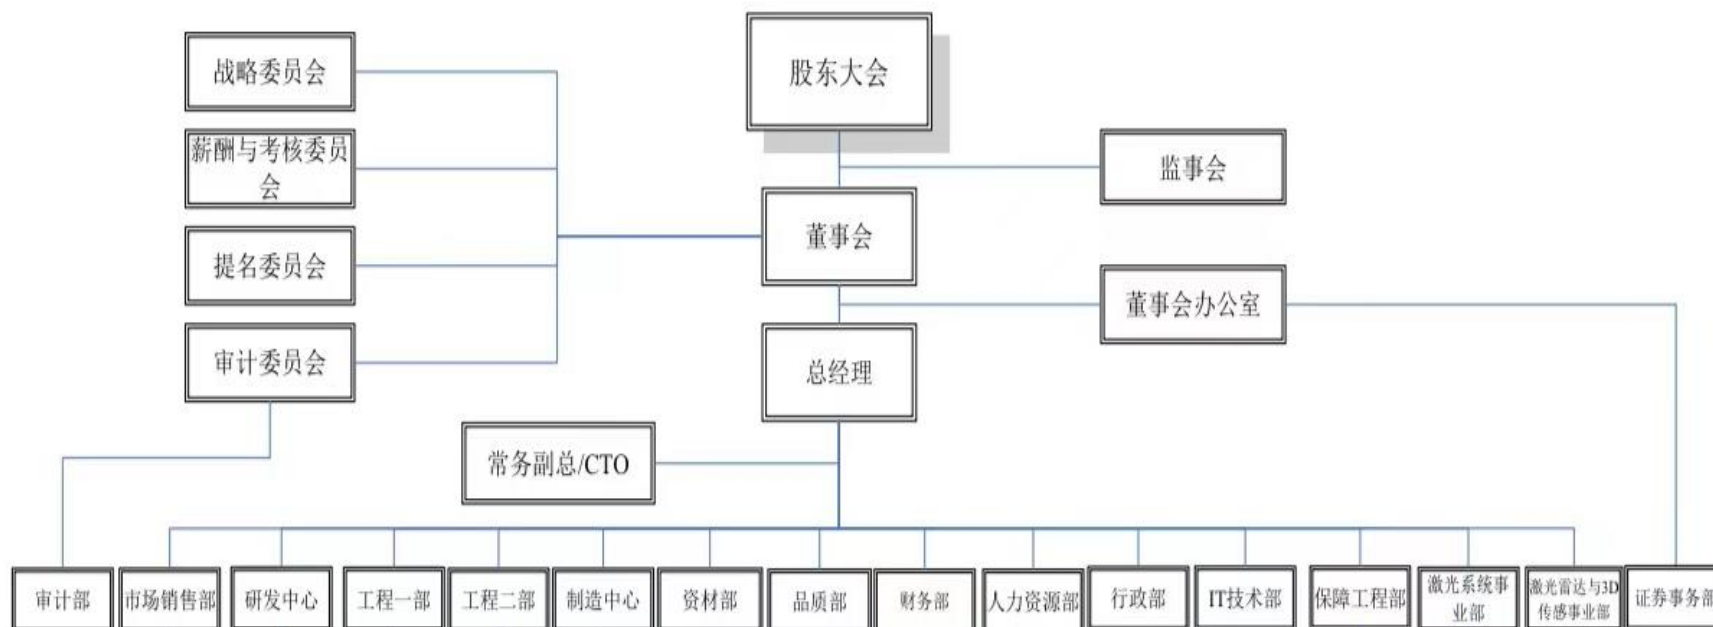 股东大会
战略委员会
薪酬与考核委员
会
监事会
董事会
提名委员会
董事会办公室
审计委员会
总经理
常务副总/CTO
审计部
市场销售部
研发中心
工程一部
工程二部
制造中心
资材部
品质部
财务部
人力资源部
行政部
IT技术部
保障工程部
激光系统事
业部
激光雷达与3D
传感事业部
证券事务部